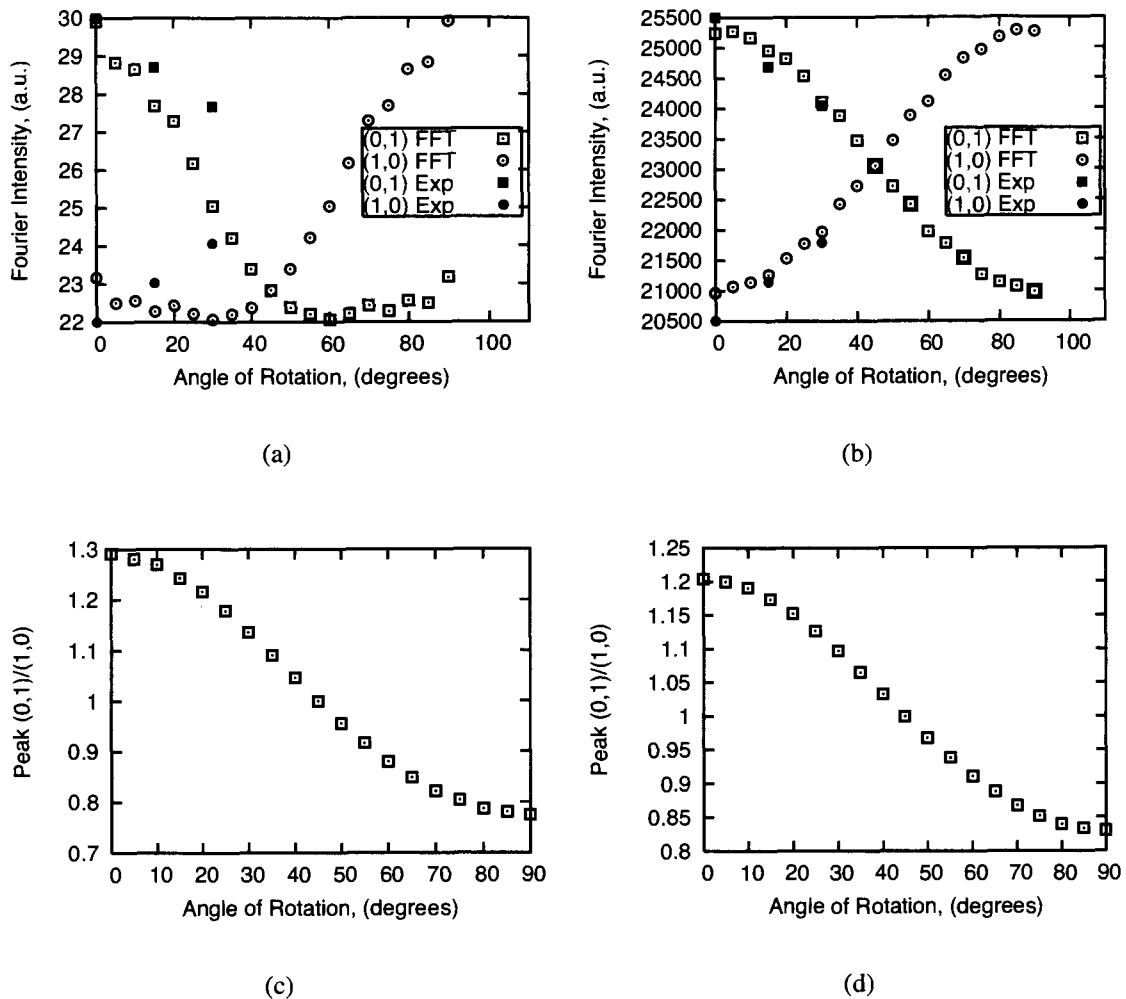 30
29
28
27
26
25
24
23
22
0 20 40 60 80 100
Fourier Intensity, (a.u.)
Angle of Rotation, (degrees)
(0,1) FFT
(1,0) FFT
(0,1) Exp
(1,0) Exp
(a)
25500
25000
24500
24000
23500
23000
22500
22000
21500
21000
20500
0 20 40 60 80 100
Fourier Intensity, (a.u.)
Angle of Rotation, (degrees)
(0,1) FFT
(1,0) FFT
(0,1) Exp
(1,0) Exp
(b)
1.3
1.2
1.1
1
0.9
0.8
0.7
0 10 20 30 40 50 60 70 80 90
Peak (0,1)/(1,0)
Angle of Rotation, (degrees)
(c)
1.25
1.2
1.15
1.1
1.05
1
0.95
0.9
0.85
0.8
0 10 20 30 40 50 60 70 80 90
Peak (0,1)/(1,0)
Angle of Rotation, (degrees)
(d)